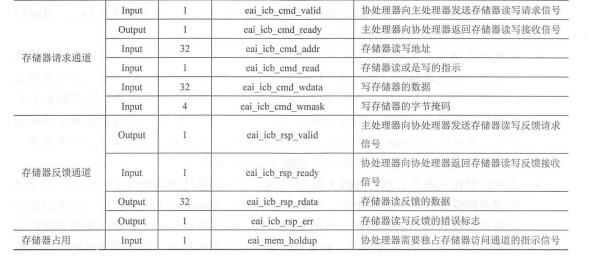 Input 1 eai_icb_cmd_valid 协处理器向主处理器发送存储器读写请求信号
Output 1 eai_icb_cmd_ready 主处理器向协处理器返回存储器读写接收信号
存储器请求通道 Input 32 eai_icb_cmd_addr 存储器读写地址
Input 1 eai_icb_cmd_read 存储器读或是写的指示
Input 32 eai_icb_cmd_wdata 写存储器的数据
Input 4 eai_icb_cmd_wmask 写存储器的字节掩码
Output 1 eai_icb_rsp_valid 主处理器向协处理器发送存储器读写反馈请求
信号
存储器反馈通道 Input 1 eai_icb_rsp_ready 协处理器向主处理器返回存储器读写反馈接收
信号
Output 32 eai_icb_rsp_rdata 存储器读反馈的数据
Output 1 eai_icb_rsp_err 存储器读写反馈的错误标志
存储器占用 Input 1 eai_mem_holdup 协处理器需要独占存储器访问通道的指示信号